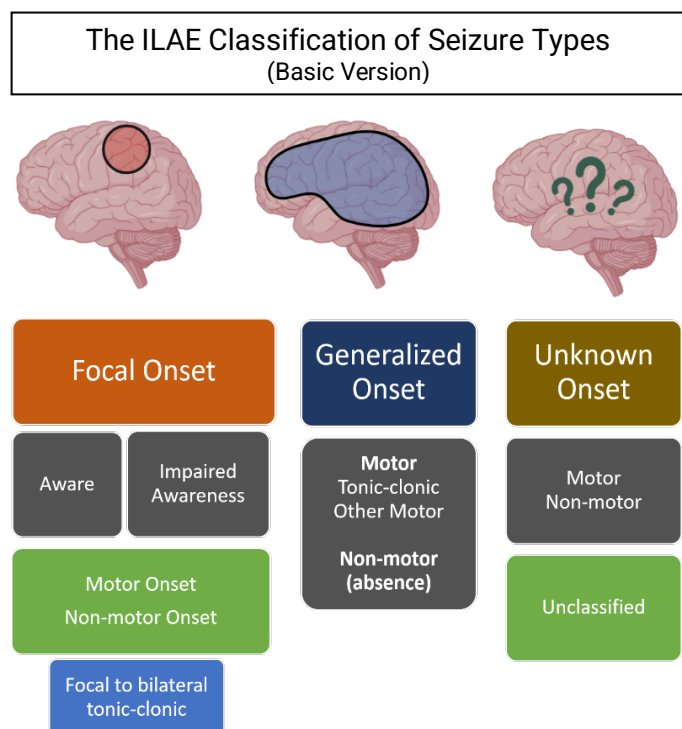 The ILAE Classification of Seizure Types
(Basic Version)
? ? ?
Focal Onset
Generalized
Onset
Unknown
Onset
Aware
Impaired
Awareness
Motor
Tonic-clonic
Other Motor
Non-motor
(absence)
Motor
Non-motor
Motor Onset
Non-motor Onset
Unclassified
Focal to bilateral
tonic-clonic